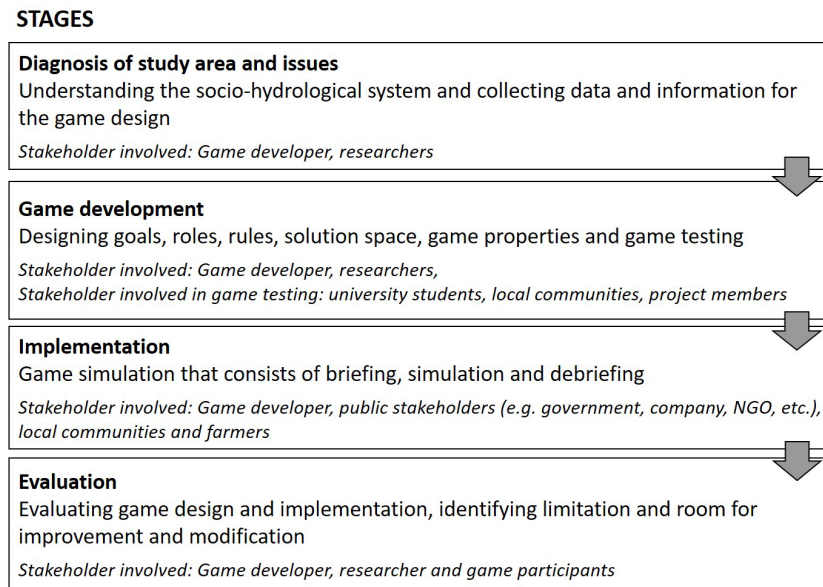 STAGES
Diagnosis of study area and issues
Understanding the socio-hydrological system and collecting data and information for
the game design
Stakeholder involved: Game developer, researchers
Game development
Designing goals, roles, rules, solution space, game properties and game testing
Stakeholder involved: Game developer, researchers,
Stakeholder involved in game testing: university students, local communities, project members
Implementation
Game simulation that consists of briefing, simulation and debriefing
Stakeholder involved: Game developer, public stakeholders (e.g. government, company, NGO, etc.),
local communities and farmers
Evaluation
Evaluating game design and implementation, identifying limitation and room for
improvement and modification
Stakeholder involved: Game developer, researcher and game participants